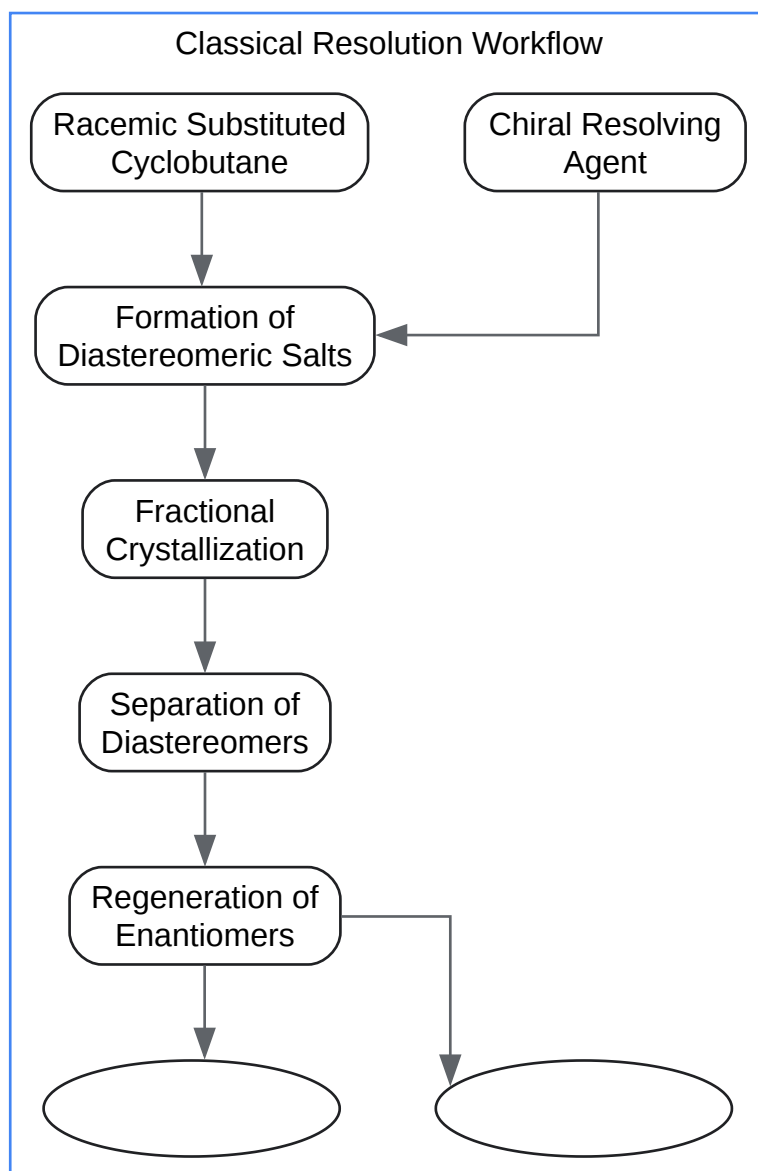 Classical Resolution Workflow
Racemic Substituted
Cyclobutane
Chiral Resolving
Agent
Formation of
Diastereomeric Salts
Fractional
Crystallization
Separation of
Diastereomers
Regeneration of
Enantiomers